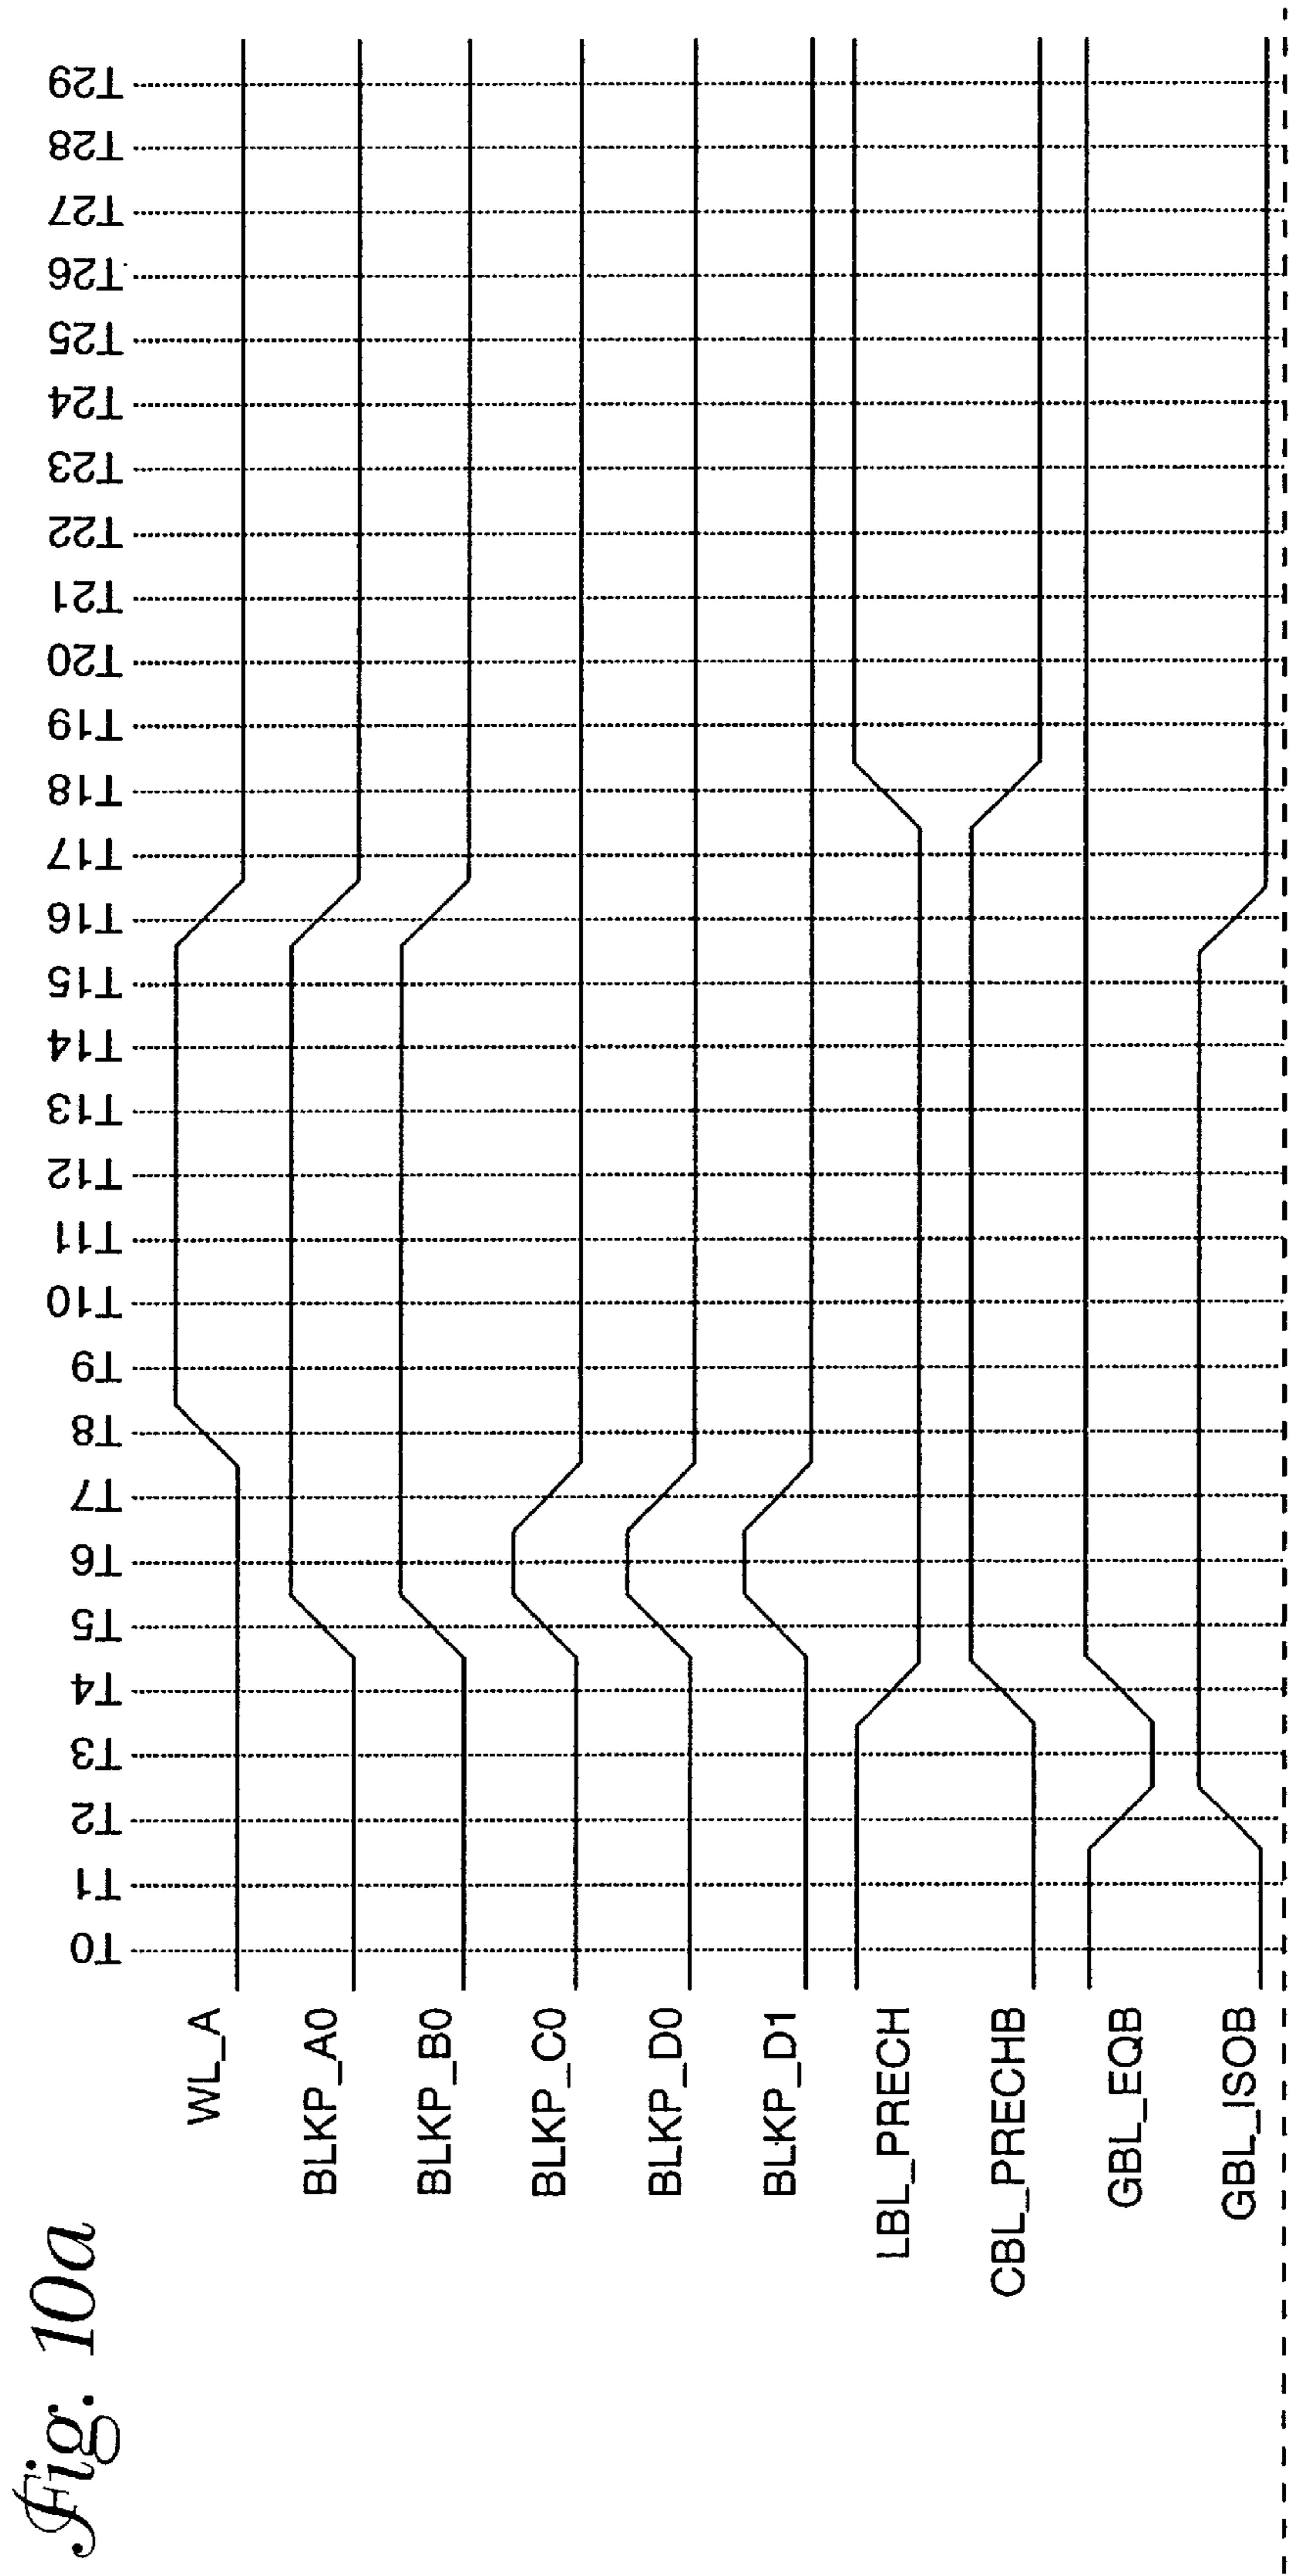 Fig. 10a
T0 T1 T2 T3 T4 T5 T6 T7 T8 T9 T10 T11 T12 T13 T14 T15 T16 T17 T18 T19 T20 T21 T22 T23 T24 T25 T26 T27 T28 T29
WL_A
BLKP_A0
BLKP_B0
BLKP_C0
BLKP_D0
BLKP_D1
LBL_PRECH
CBL_PRECHB
GBL_EQB
GBL_ISOB